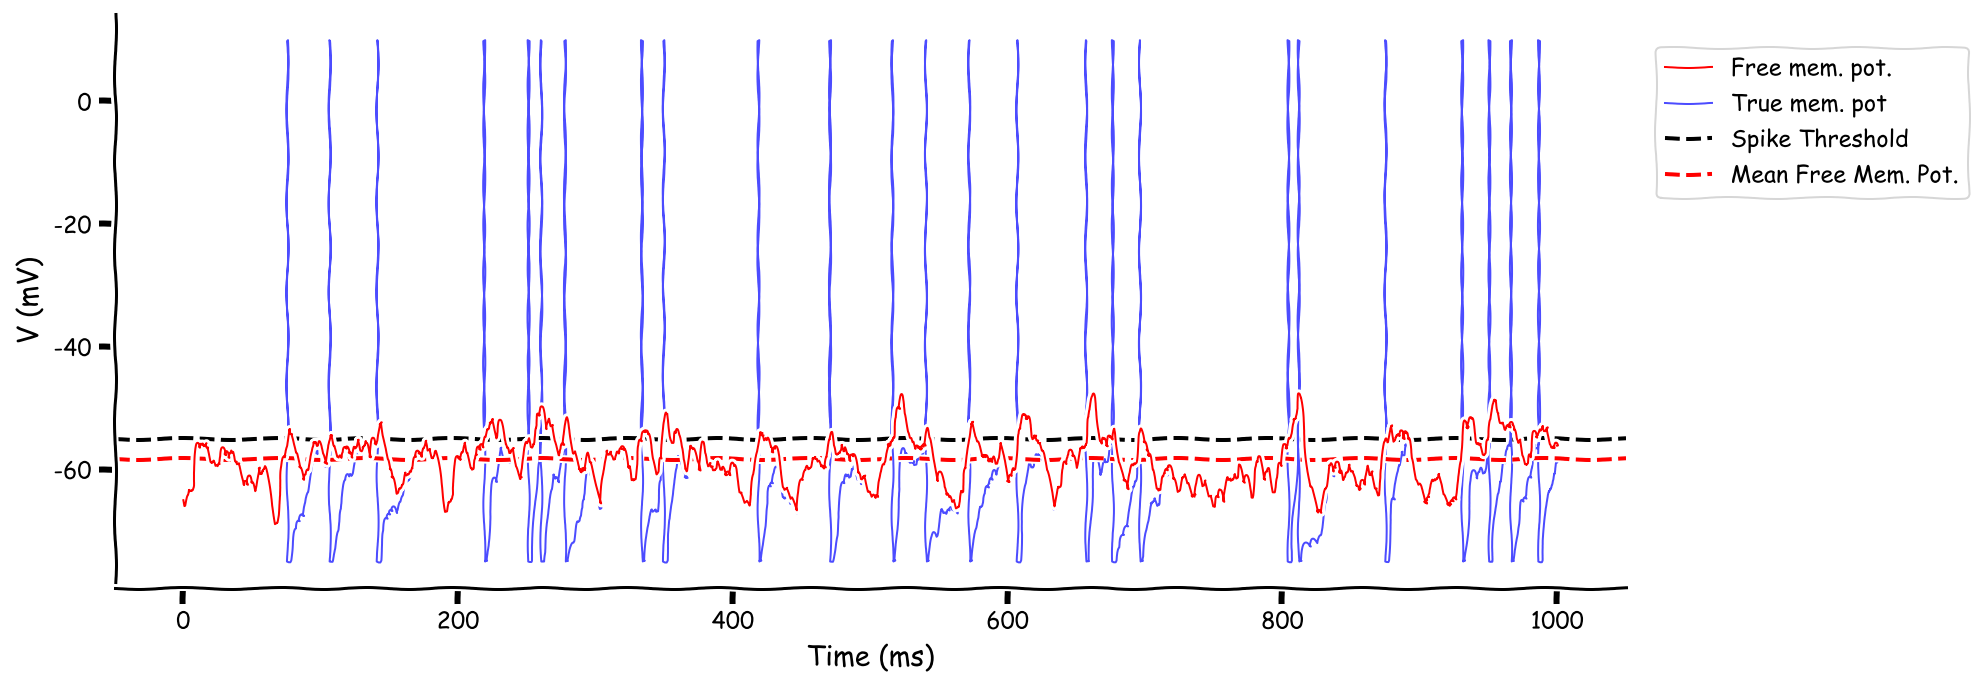 0
-20
-40
-60
V (mV)
0
200
400
600
800
1000
Time (ms)
Free mem. pot.
True mem. pot
Spike Threshold
Mean Free Mem. Pot.